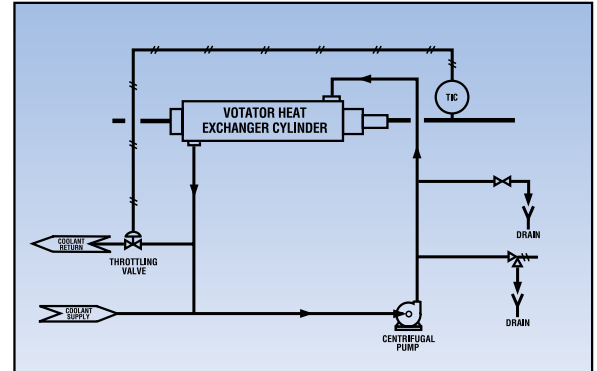 TIC
VOTATOR HEAT
EXCHANGER CYLINDER
COOLANT
RETURN
THROTTLING
VALVE
DRAIN
COOLANT
SUPPLY
CENTRIFUGAL
PUMP
DRAIN